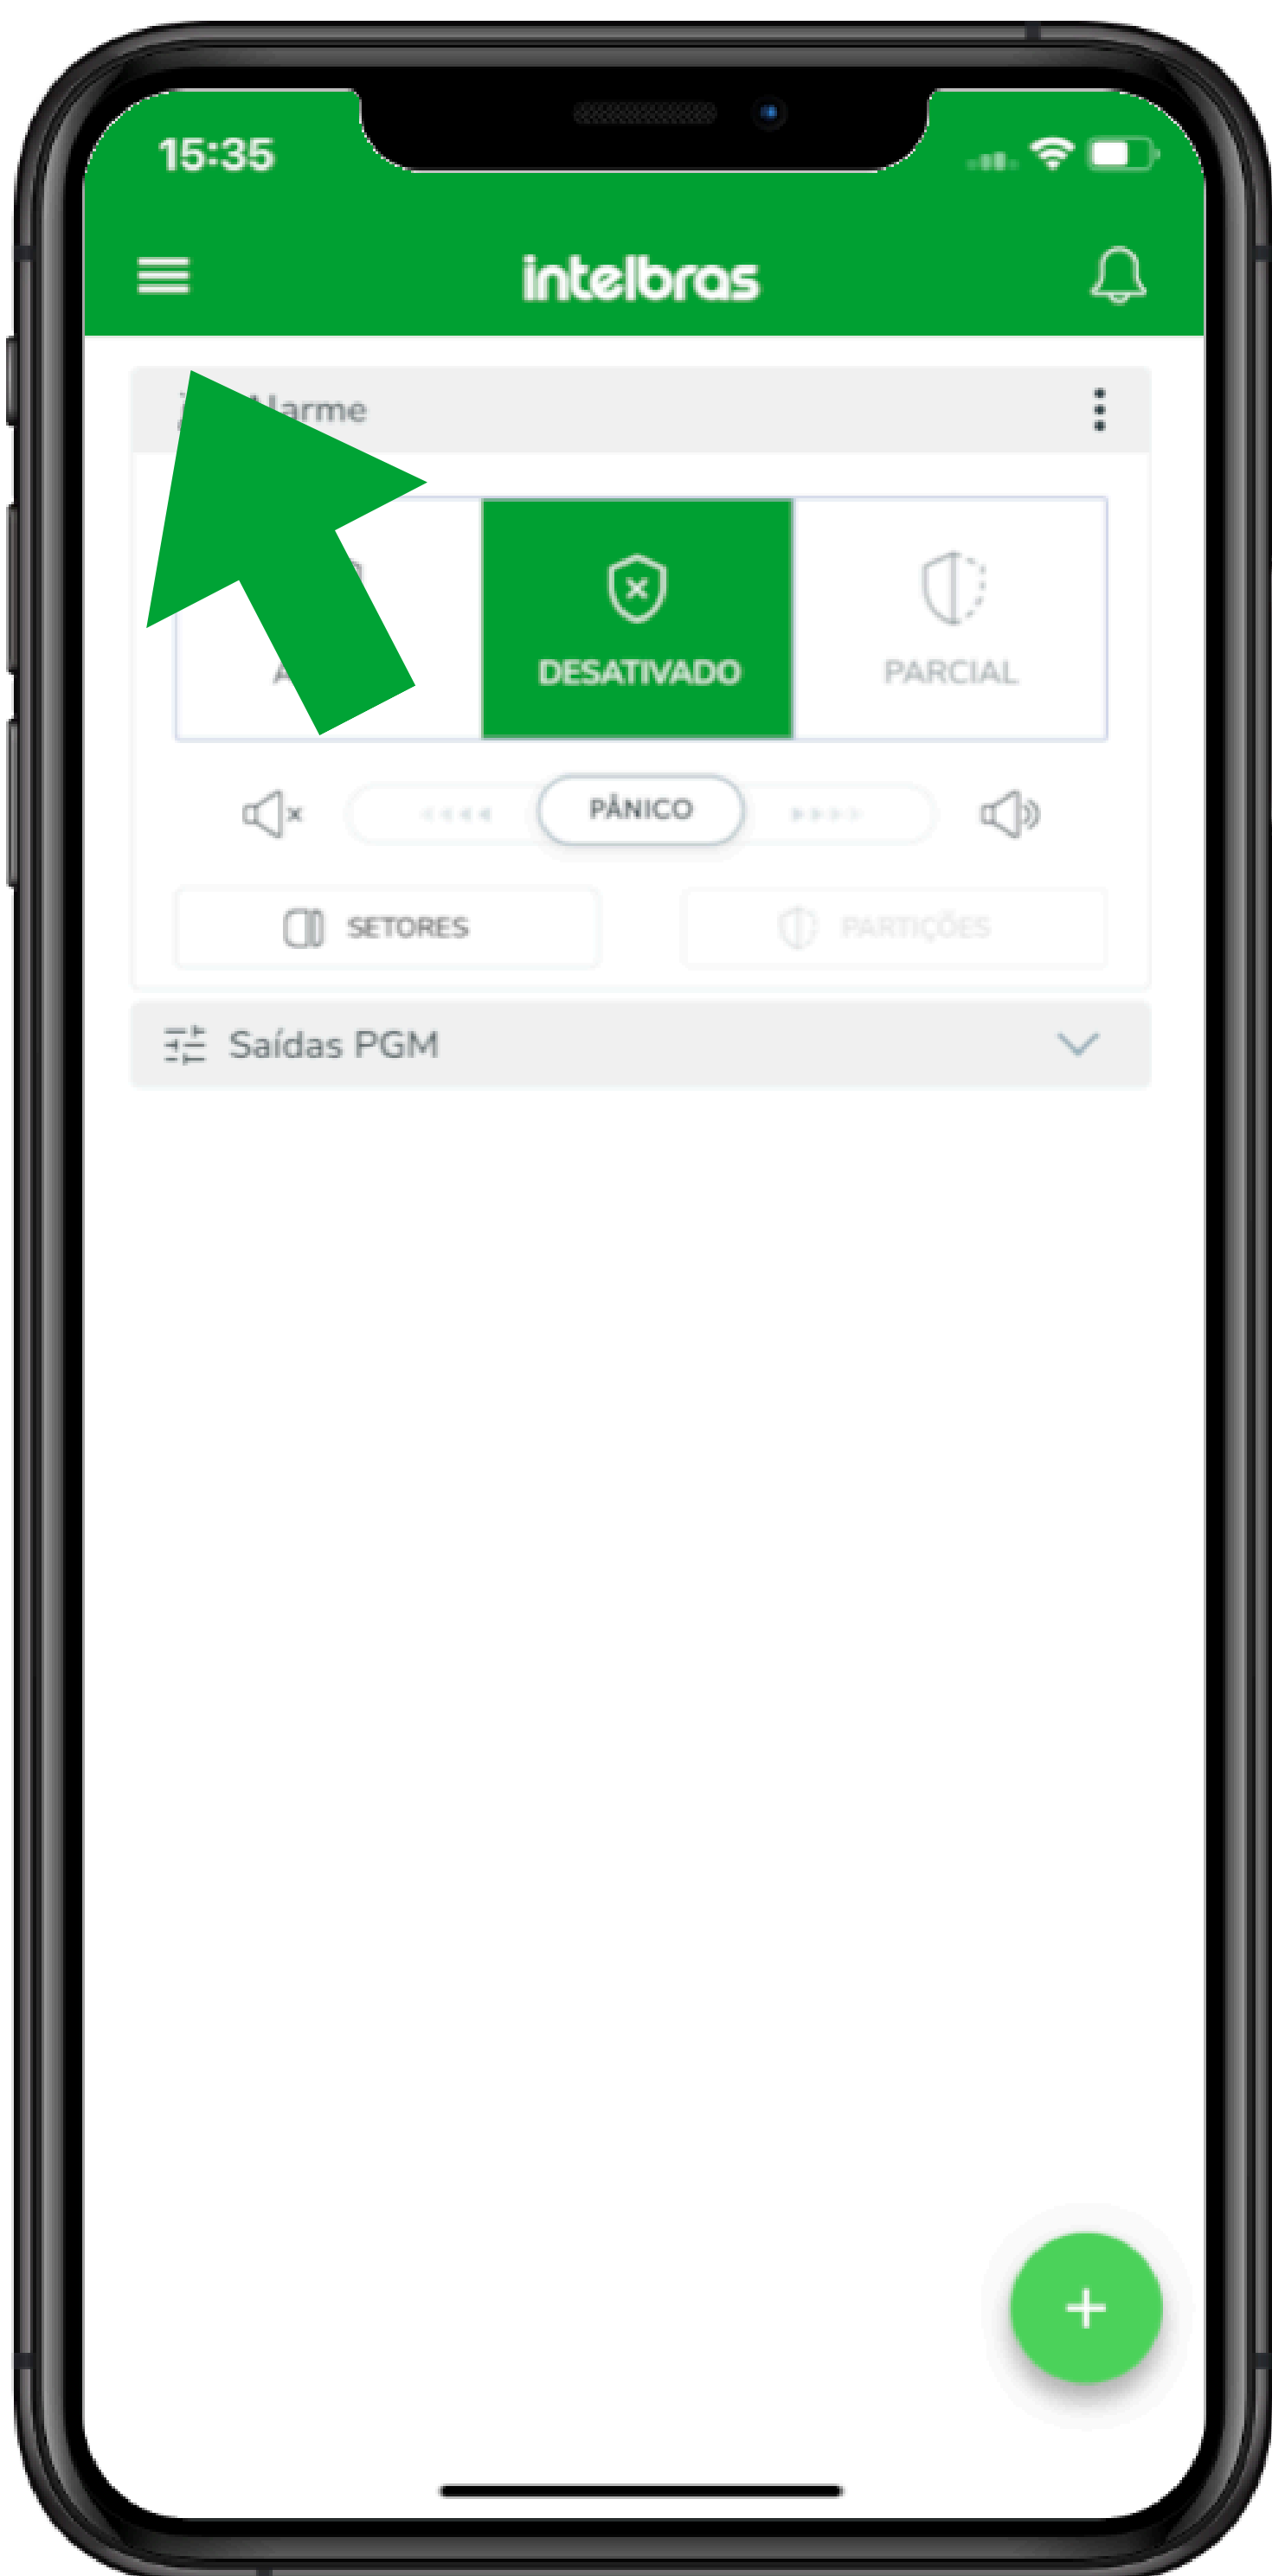 15:35
intelbras
DESATIVADO
PARCIAL
PÂNICO
SETORES
PARTIÇÕES
Saídas PGM